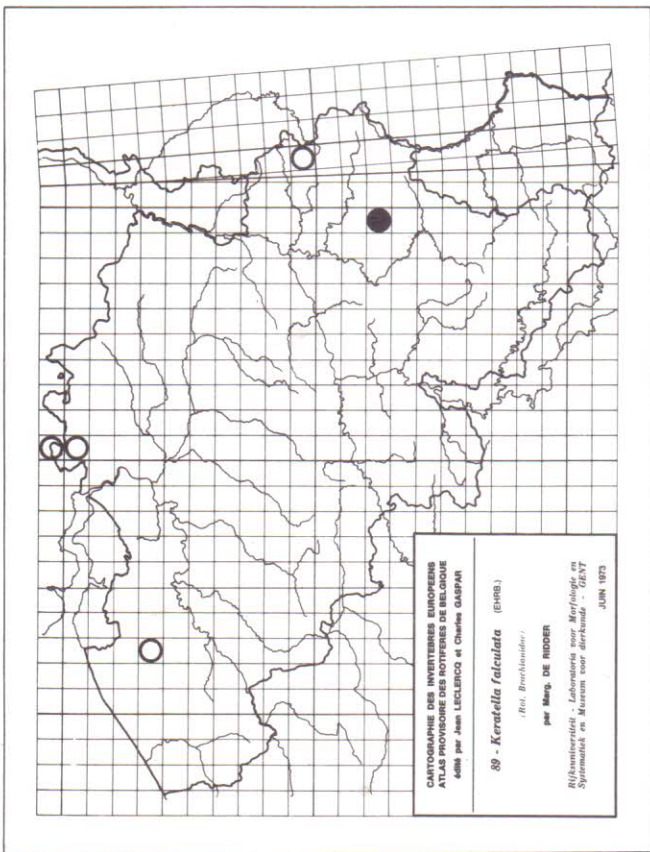 CARTOGRAPHIE DES INVERTEBRES EUROPEENS
ATLAS PROVISOIRE DES ROTIFERES DE BELGIQUE
édité par Jean LECLERCQ et Charles GASPAR
89 - Keratella falculata (EHRB.)
(Rot. Brachionidae)
par Marg. DE RIDDER
Rijksuniversiteit - Laboratoria voor Morfologie en
Systematiek en Museum voor dierkunde - GENT
JUIN 1973